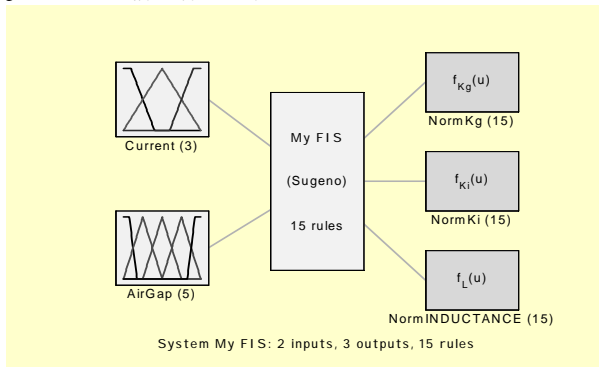 Current (3)
AirGap (5)
My FIS
(Sugeno)
15 rules
f_Kg(u)
NormKg (15)
f_Ki(u)
NormKi (15)
f_L(u)
NormINDUCTANCE (15)
System My FIS: 2 inputs, 3 outputs, 15 rules